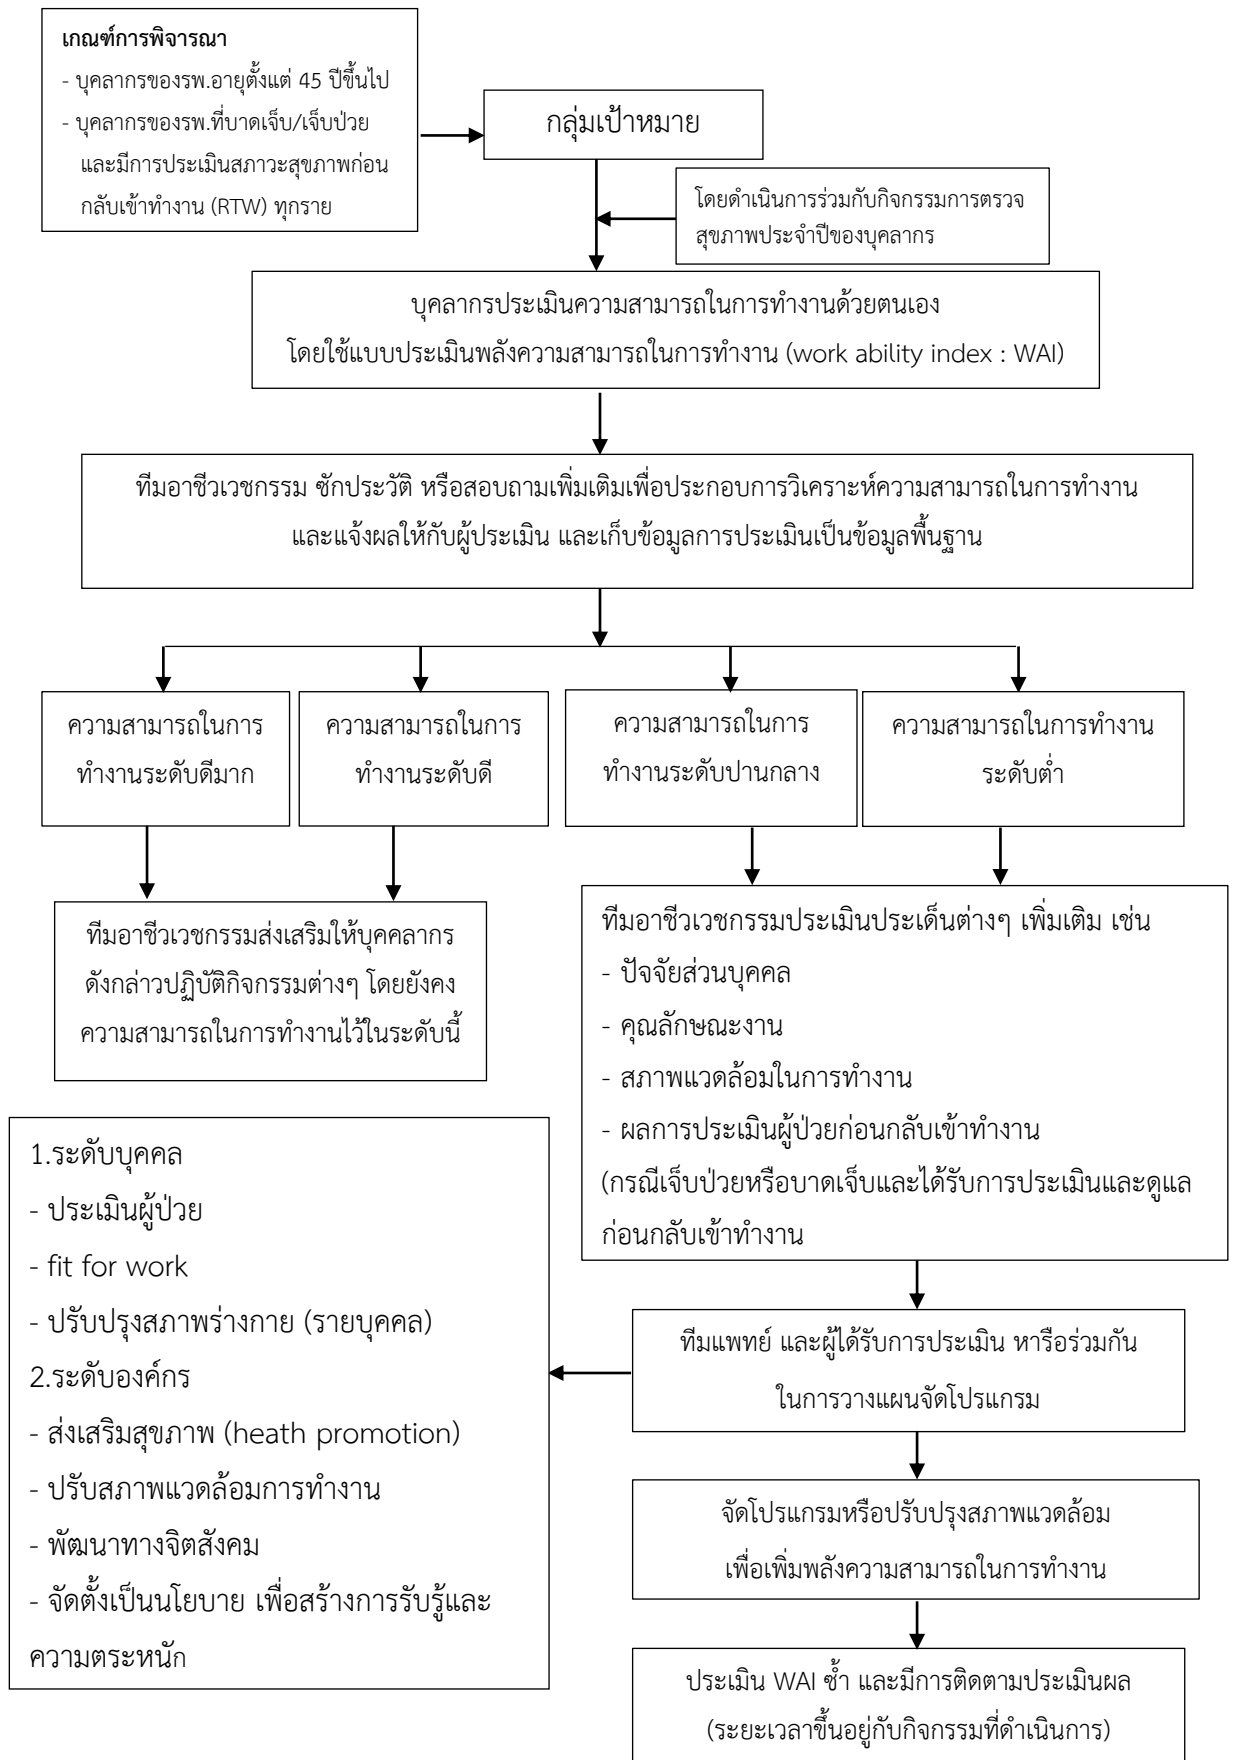 เกณฑ์การพิจารณา
- บุคลากรของรพ.อายุตั้งแต่ 45 ปีขึ้นไป
- บุคลากรของรพ.ที่บาดเจ็บ/เจ็บป่วย
และมีการประเมินสภาวะสุขภาพก่อน
กลับเข้าทำงาน (RTW) ทุกราย
กลุ่มเป้าหมาย
โดยดำเนินการร่วมกับกิจกรรมการตรวจ
สุขภาพประจำปีของบุคลากร
บุคลากรประเมินความสามารถในการทำงานด้วยตนเอง
โดยใช้แบบประเมินพลังความสามารถในการทำงาน (work ability index : WAI)
ทีมอาชีวเวชกรรม ซักประวัติ หรือสอบถามเพิ่มเติมเพื่อประกอบการวิเคราะห์ความสามารถในการทำงาน
และแจ้งผลให้กับผู้ประเมิน และเก็บข้อมูลการประเมินเป็นข้อมูลพื้นฐาน
ความสามารถในการ
ทำงานระดับดีมาก
ความสามารถในการ
ทำงานระดับดี
ความสามารถในการ
ทำงานระดับปานกลาง
ความสามารถในการทำงาน
ระดับต่ำ
ทีมอาชีวเวชกรรมส่งเสริมให้บุคคลากร
ดังกล่าวปฏิบัติกิจกรรมต่างๆ โดยยังคง
ความสามารถในการทำงานไว้ในระดับนี้
ทีมอาชีวเวชกรรมประเมินประเด็นต่างๆ เพิ่มเติม เช่น
- ปัจจัยส่วนบุคคล
- คุณลักษณะงาน
- สภาพแวดล้อมในการทำงาน
- ผลการประเมินผู้ป่วยก่อนกลับเข้าทำงาน
(กรณีเจ็บป่วยหรือบาดเจ็บและได้รับการประเมินและดูแล
ก่อนกลับเข้าทำงาน
1.ระดับบุคคล
- ประเมินผู้ป่วย
- fit for work
- ปรับปรุงสภาพร่างกาย (รายบุคคล)
2.ระดับองค์กร
- ส่งเสริมสุขภาพ (heath promotion)
- ปรับสภาพแวดล้อมการทำงาน
- พัฒนาทางจิตสังคม
- จัดตั้งเป็นนโยบาย เพื่อสร้างการรับรู้และ
ความตระหนัก
ทีมแพทย์ และผู้ได้รับการประเมิน หารือร่วมกัน
ในการวางแผนจัดโปรแกรม
จัดโปรแกรมหรือปรับปรุงสภาพแวดล้อม
เพื่อเพิ่มพลังความสามารถในการทำงาน
ประเมิน WAI ซ้ำ และมีการติดตามประเมินผล
(ระยะเวลาขึ้นอยู่กับกิจกรรมที่ดำเนินการ)